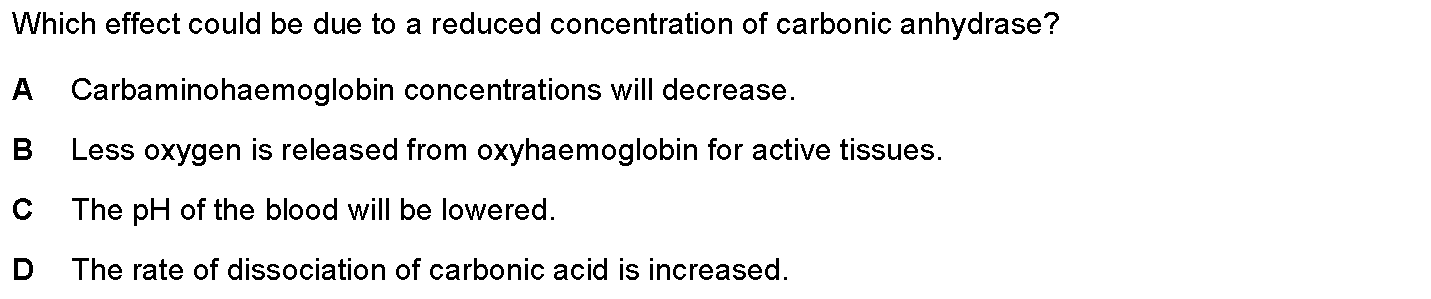 Which effect could be due to a reduced concentration of carbonic anhydrase?
A Carbaminohaemoglobin concentrations will decrease.
B Less oxygen is released from oxyhaemoglobin for active tissues.
C The pH of the blood will be lowered.
D The rate of dissociation of carbonic acid is increased.